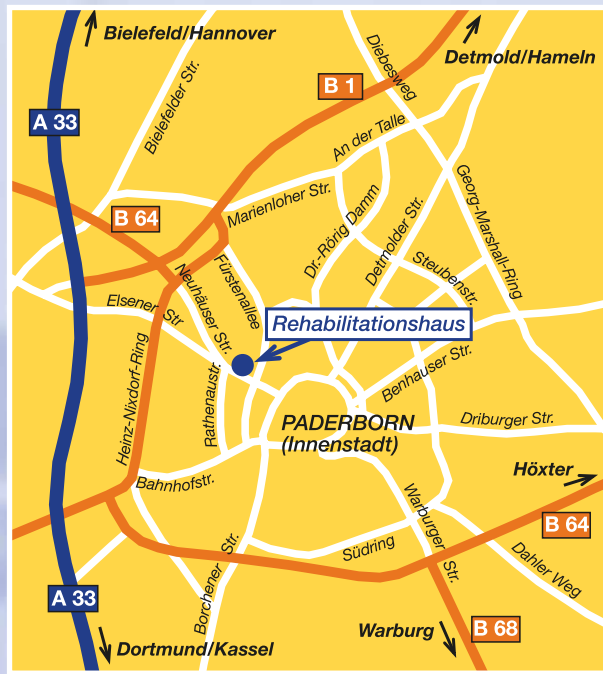 Bielefeld/Hannover
Detmold/Hameln
Diebesweg
B 1
A 33
Bielefelder Str.
An der Talle
Georg-Marshall-Ring
Marienloher Str.
B 64
Dr.-Rörig Damm
Detmolder Str.
Steubenstr.
Neuhäuser Str.
Fürstenallee
Elsener Str
Rehabilitationshaus
Heinz-Nixdorf-Ring
Rathenaustr.
Benhauser Str.
PADERBORN
(Innenstadt)
Driburger Str.
Bahnhofstr.
Höxter
Warburger Str.
B 64
Südring
Dahler Weg
Borchener Str.
A 33
Warburg
B 68
Dortmund/Kassel